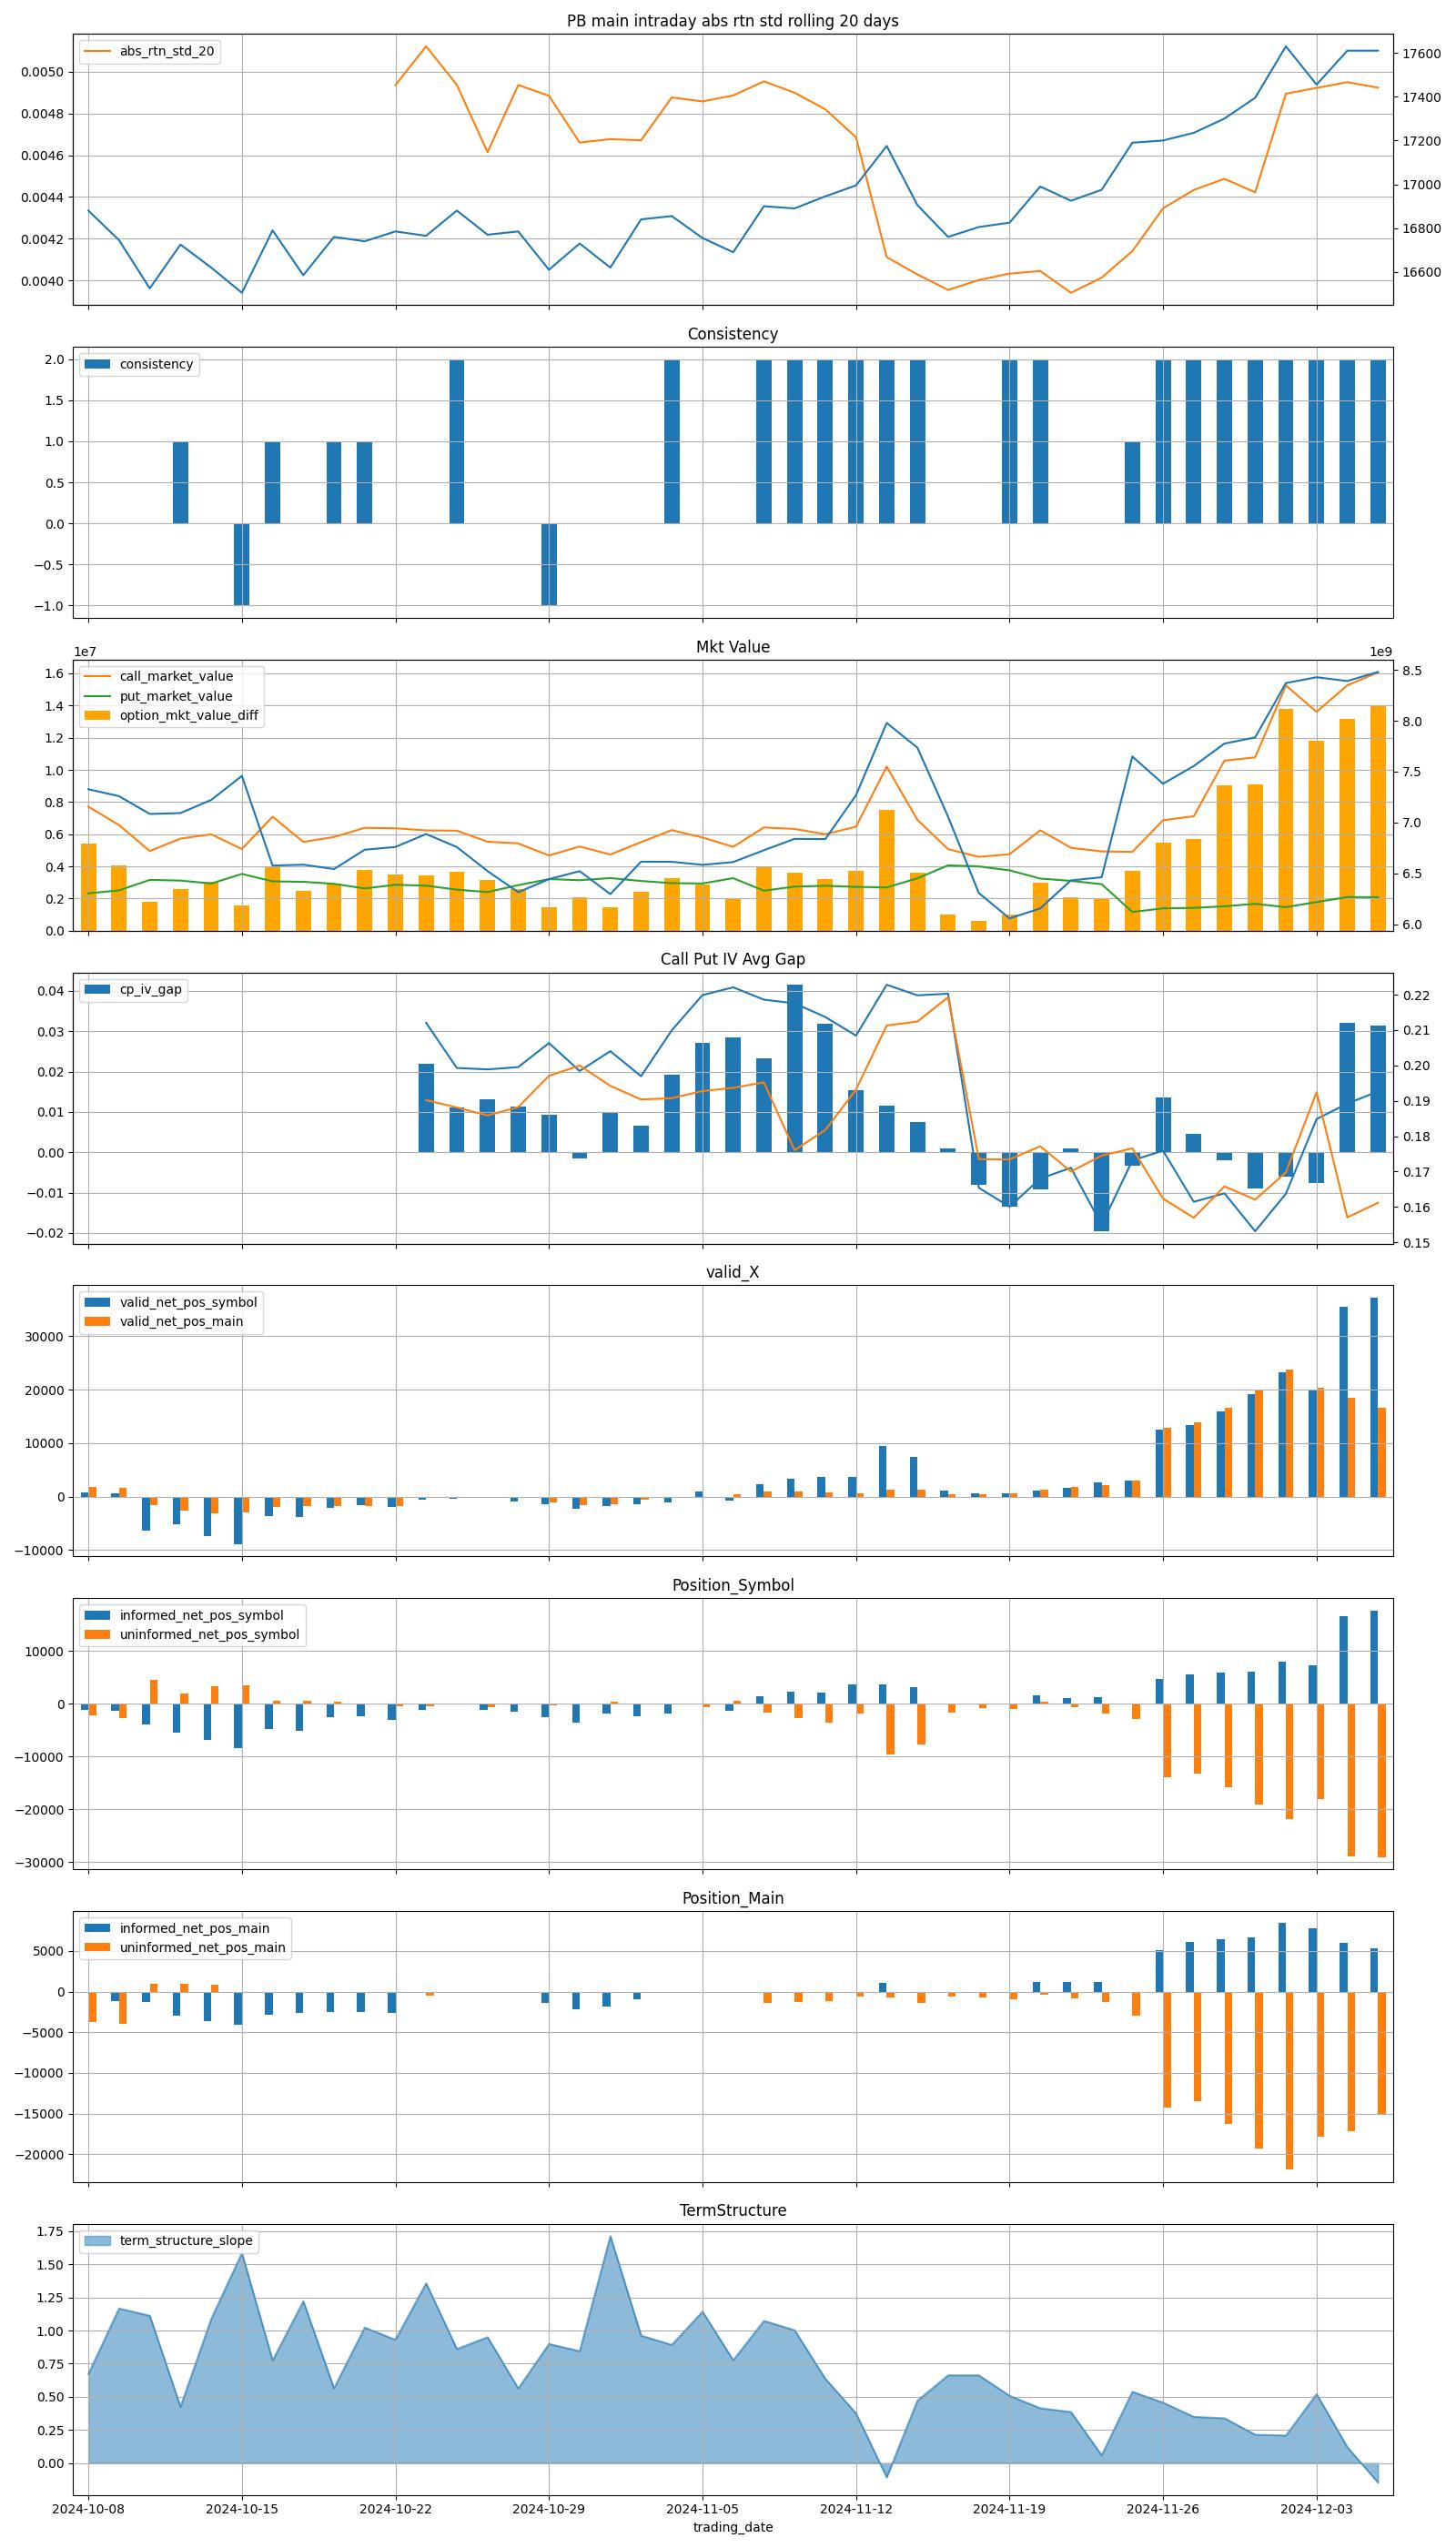 PB main intraday abs rtn std rolling 20 days
abs_rtn_std_20
0.0050
0.0048
0.0046
0.0044
0.0042
0.0040
17600
17400
17200
17000
16800
16600
Consistency
consistency
2.0
1.5
1.0
0.5
0.0
−0.5
−1.0
Mkt Value
1e7
1e9
call_market_value
put_market_value
option_mkt_value_diff
1.6
1.4
1.2
1.0
0.8
0.6
0.4
0.2
0.0
8.5
8.0
7.5
7.0
6.5
6.0
Call Put IV Avg Gap
cp_iv_gap
0.04
0.03
0.02
0.01
0.00
−0.01
−0.02
0.22
0.21
0.20
0.19
0.18
0.17
0.16
0.15
valid_X
valid_net_pos_symbol
valid_net_pos_main
30000
20000
10000
0
−10000
Position_Symbol
informed_net_pos_symbol
uninformed_net_pos_symbol
10000
0
−10000
−20000
−30000
Position_Main
informed_net_pos_main
uninformed_net_pos_main
5000
0
−5000
−10000
−15000
−20000
TermStructure
term_structure_slope
1.75
1.50
1.25
1.00
0.75
0.50
0.25
0.00
2024-10-08 2024-10-15 2024-10-22 2024-10-29 2024-11-05 2024-11-12 2024-11-19 2024-11-26 2024-12-03
trading_date